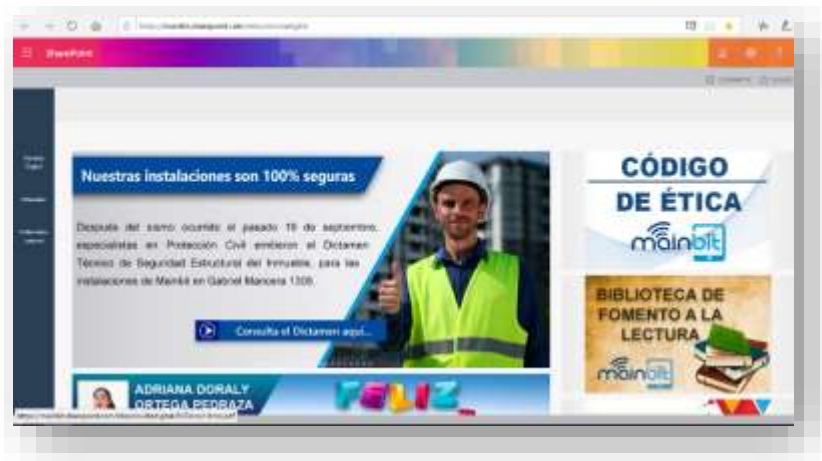 SharePoint
Nuestras instalaciones son 100% seguras
Después del sismo ocurrido el pasado 19 de septiembre,
especialistas en Protección Civil emitieron el Dictamen
Técnico de Seguridad Estructural del Inmueble, para las
instalaciones de Mainbit en Gabriel Mancera 1306.
Consulta el Dictamen aquí...
CÓDIGO
DE ÉTICA
mainbit
BIBLIOTECA DE
FOMENTO A LA
LECTURA
mainbit
ADRIANA DORALY
ORTEGA PEDRAZA
FELIZ